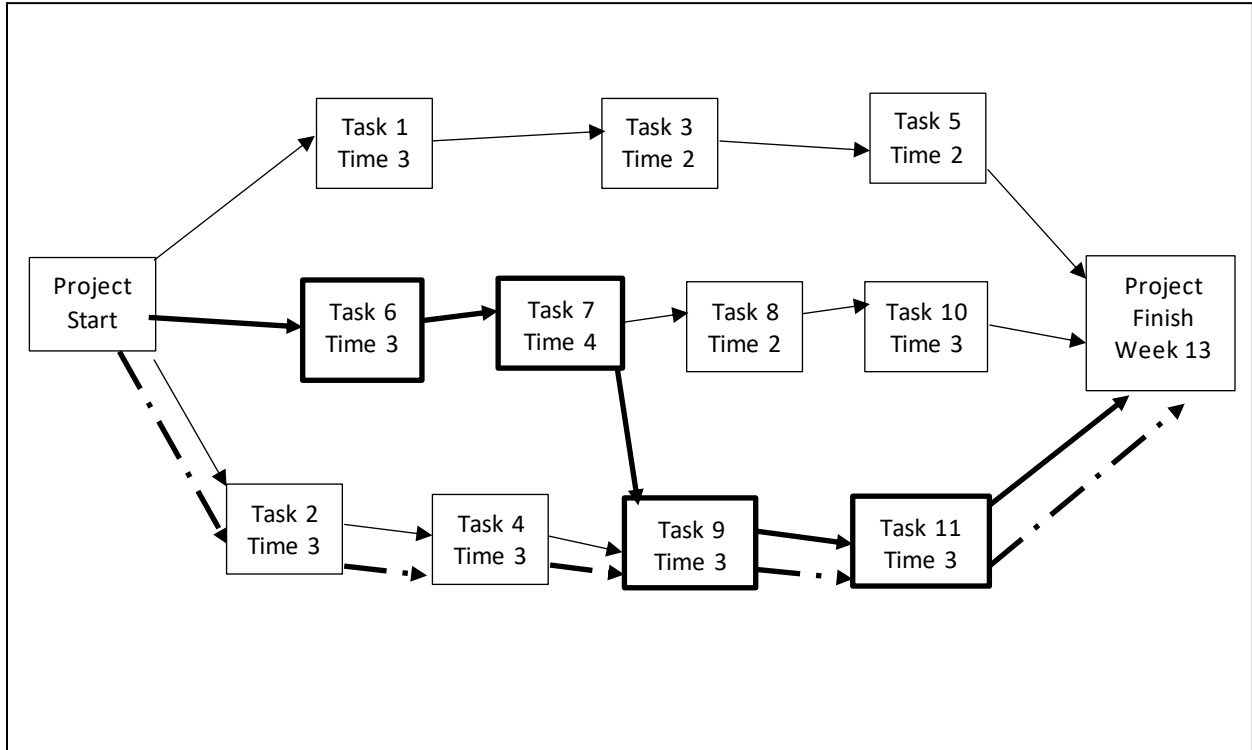 Task 1
Time 3
Task 3
Time 2
Task 5
Time 2
Project
Start
Task 6
Time 3
Task 7
Time 4
Task 8
Time 2
Task 10
Time 3
Project
Finish
Week 13
Task 2
Time 3
Task 4
Time 3
Task 9
Time 3
Task 11
Time 3